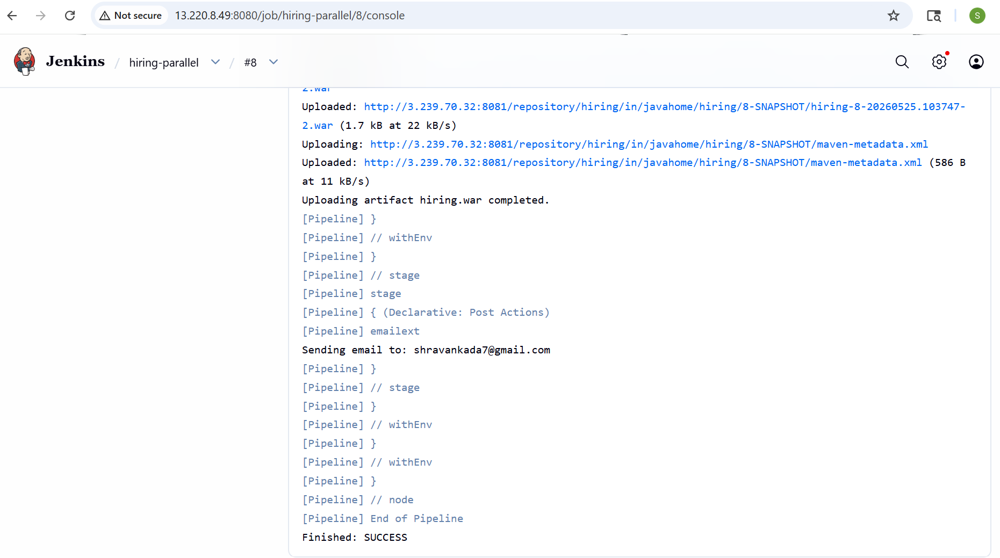 Not secure 13.220.8.49:8080/job/hiring-parallel/8/console
S
Jenkins / hiring-parallel / #8
2.war
Uploaded: http://3.239.70.32:8081/repository/hiring/in/javahome/hiring/8-SNAPSHOT/hiring-8-20260525.103747-
2.war (1.7 kB at 22 kB/s)
Uploading: http://3.239.70.32:8081/repository/hiring/in/javahome/hiring/8-SNAPSHOT/maven-metadata.xml
Uploaded: http://3.239.70.32:8081/repository/hiring/in/javahome/hiring/8-SNAPSHOT/maven-metadata.xml (586 B
at 11 kB/s)
Uploading artifact hiring.war completed.
[Pipeline] }
[Pipeline] // withEnv
[Pipeline] }
[Pipeline] // stage
[Pipeline] stage
[Pipeline] { (Declarative: Post Actions)
[Pipeline] emailext
Sending email to: shravankada7@gmail.com
[Pipeline] }
[Pipeline] // stage
[Pipeline] }
[Pipeline] // withEnv
[Pipeline] }
[Pipeline] // withEnv
[Pipeline] }
[Pipeline] // node
[Pipeline] End of Pipeline
Finished: SUCCESS